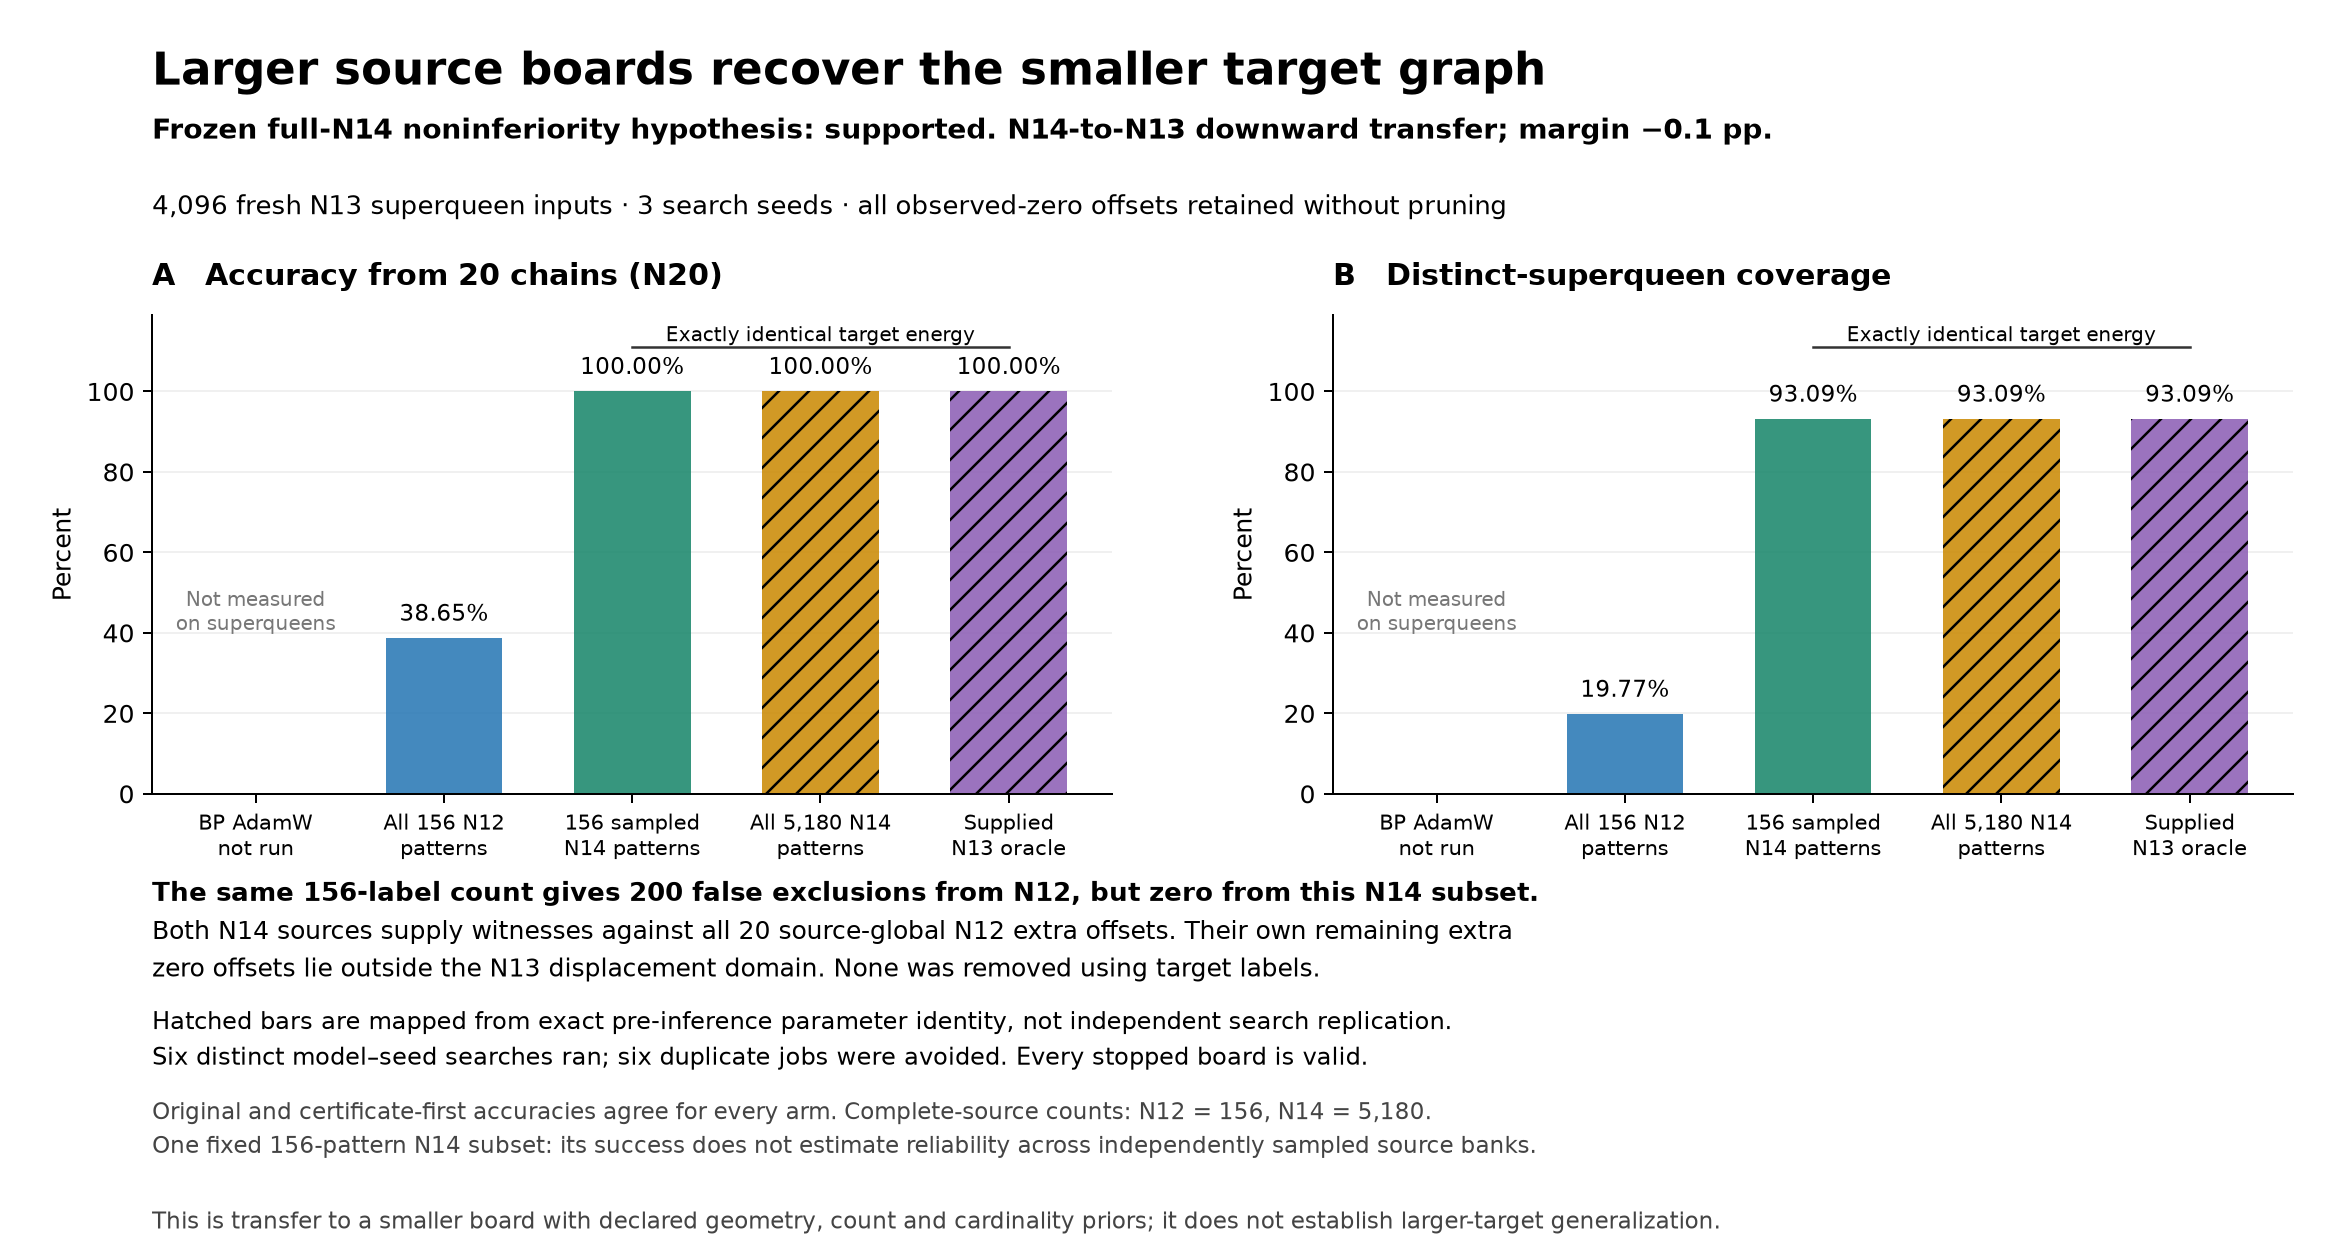 Larger source boards recover the smaller target graph
Frozen full-N14 noninferiority hypothesis: supported. N14-to-N13 downward transfer; margin −0.1 pp.
4,096 fresh N13 superqueen inputs · 3 search seeds · all observed-zero offsets retained without pruning
A Accuracy from 20 chains (N20)
Exactly identical target energy
100.00% 100.00% 100.00%
100
80
60
40
20
0
Percent
Not measured
on superqueens
38.65%
BP AdamW
not run
All 156 N12
patterns
156 sampled
N14 patterns
All 5,180 N14
patterns
Supplied
N13 oracle
B Distinct-superqueen coverage
Exactly identical target energy
93.09% 93.09% 93.09%
100
80
60
40
20
0
Percent
Not measured
on superqueens
19.77%
BP AdamW
not run
All 156 N12
patterns
156 sampled
N14 patterns
All 5,180 N14
patterns
Supplied
N13 oracle
The same 156-label count gives 200 false exclusions from N12, but zero from this N14 subset.
Both N14 sources supply witnesses against all 20 source-global N12 extra offsets. Their own remaining extra
zero offsets lie outside the N13 displacement domain. None was removed using target labels.
Hatched bars are mapped from exact pre-inference parameter identity, not independent search replication.
Six distinct model–seed searches ran; six duplicate jobs were avoided. Every stopped board is valid.
Original and certificate-first accuracies agree for every arm. Complete-source counts: N12 = 156, N14 = 5,180.
One fixed 156-pattern N14 subset: its success does not estimate reliability across independently sampled source banks.
This is transfer to a smaller board with declared geometry, count and cardinality priors; it does not establish larger-target generalization.